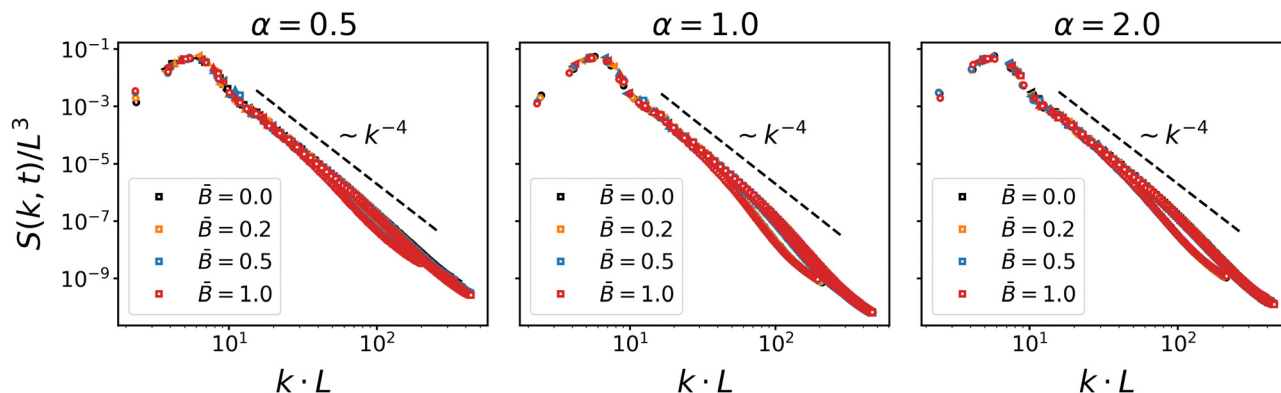 α = 0.5
α = 1.0
α = 2.0
S(k, t)/L³
10⁻¹
10⁻³
10⁻⁵
10⁻⁷
10⁻⁹
~ k⁻⁴
B̄ = 0.0
B̄ = 0.2
B̄ = 0.5
B̄ = 1.0
~ k⁻⁴
B̄ = 0.0
B̄ = 0.2
B̄ = 0.5
B̄ = 1.0
~ k⁻⁴
B̄ = 0.0
B̄ = 0.2
B̄ = 0.5
B̄ = 1.0
10¹ 10²
10¹ 10²
10¹ 10²
k · L
k · L
k · L